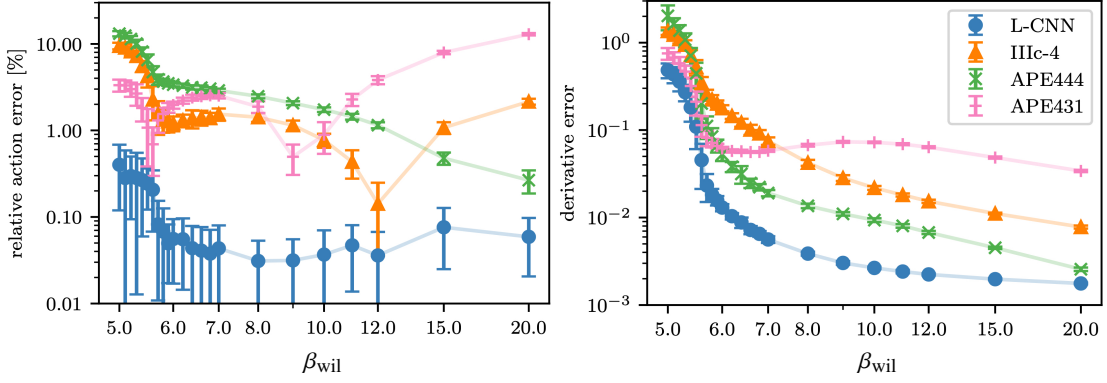 relative action error [%]
10.00
1.00
0.10
0.01
5.0 6.0 7.0 8.0 10.0 12.0 15.0 20.0
β_wil
derivative error
10⁰
10⁻¹
10⁻²
10⁻³
L-CNN
IIIc-4
APE444
APE431
5.0 6.0 7.0 8.0 10.0 12.0 15.0 20.0
β_wil